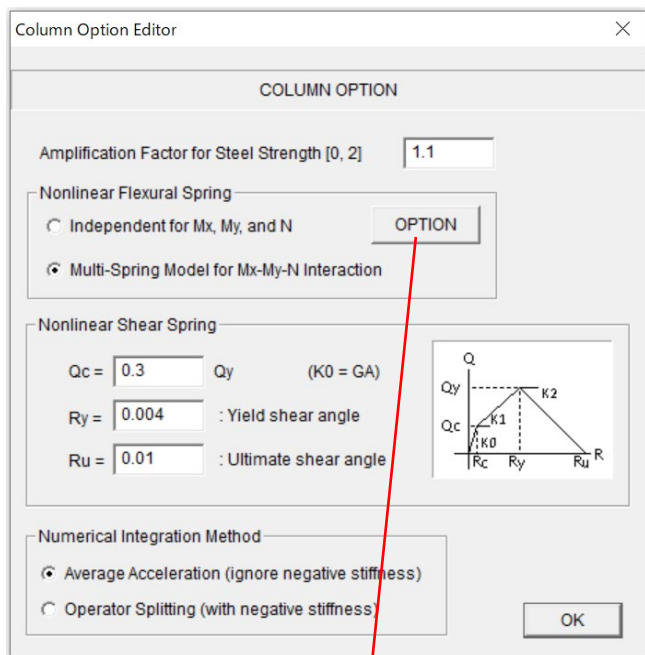 Column Option Editor
COLUMN OPTION
Amplification Factor for Steel Strength [0, 2] 1.1
Nonlinear Flexural Spring
Independent for Mx, My, and N OPTION
Multi-Spring Model for Mx-My-N Interaction
Nonlinear Shear Spring
Qc = 0.3 Qy (K0 = GA)
Ry = 0.004 : Yield shear angle
Ru = 0.01 : Ultimate shear angle
Q
Qy K2
Qc K1
K0
Rc Ry Ru R
Numerical Integration Method
Average Acceleration (ignore negative stiffness)
Operator Splitting (with negative stiffness)
OK